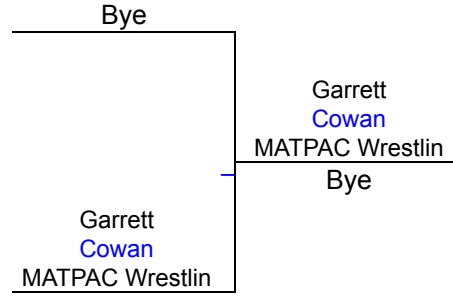 Bye
Garrett
Cowan
MATPAC Wrestlin
Bye
Garrett
Cowan
MATPAC Wrestlin